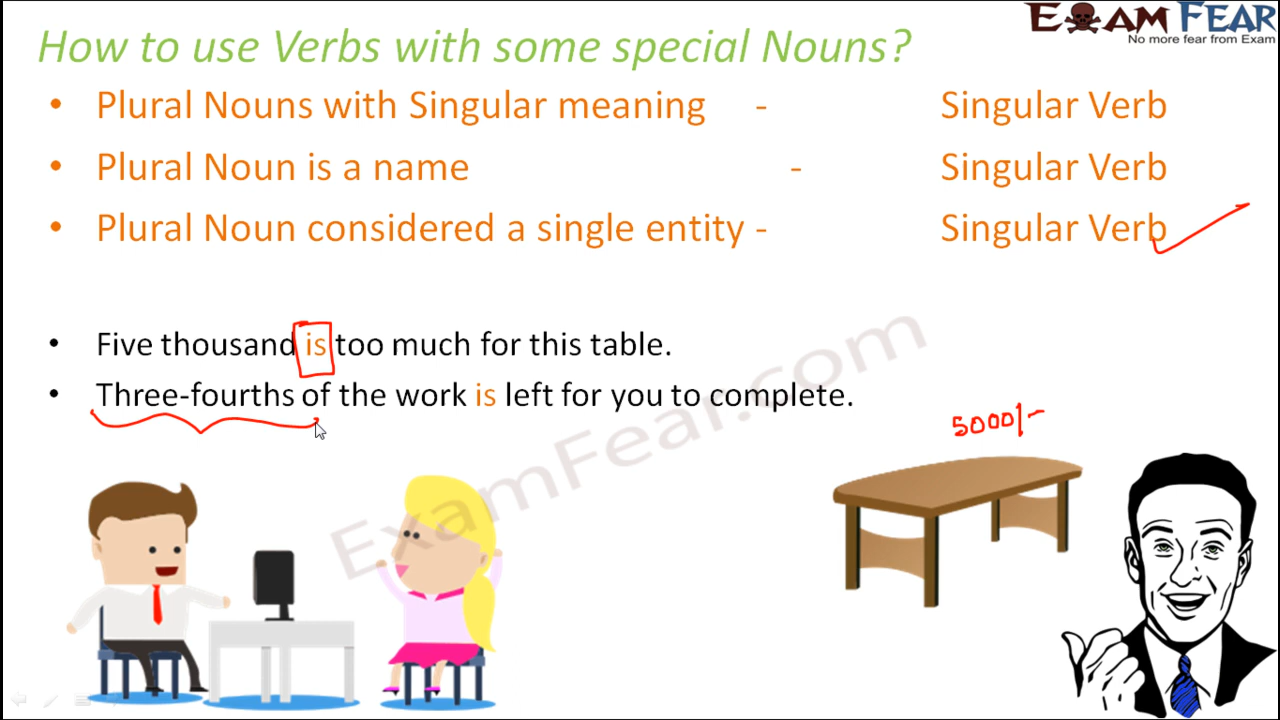 EXAM FEAR
No more fear from Exam
How to use Verbs with some special Nouns?
• Plural Nouns with Singular meaning - Singular Verb
• Plural Noun is a name - Singular Verb
• Plural Noun considered a single entity - Singular Verb
• Five thousand is too much for this table.
• Three-fourths of the work is left for you to complete.
5000/-
ExamFear.com